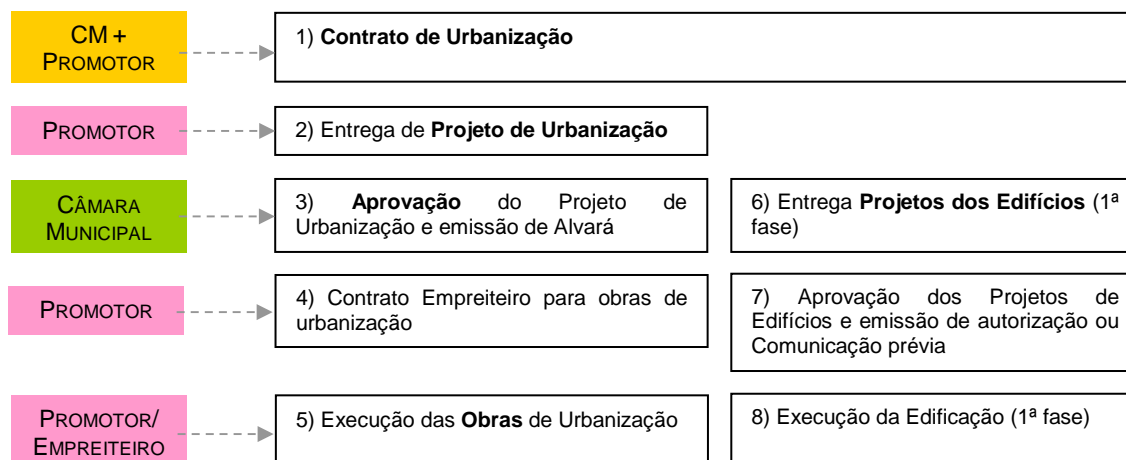 CM +
PROMOTOR
1) Contrato de Urbanização
PROMOTOR
2) Entrega de Projeto de Urbanização
CÂMARA
MUNICIPAL
3) Aprovação do Projeto de
Urbanização e emissão de Alvará
6) Entrega Projetos dos Edifícios (1ª
fase)
PROMOTOR
4) Contrato Empreiteiro para obras de
urbanização
7) Aprovação dos Projetos de
Edifícios e emissão de autorização ou
Comunicação prévia
PROMOTOR/
EMPREITEIRO
5) Execução das Obras de Urbanização
8) Execução da Edificação (1ª fase)